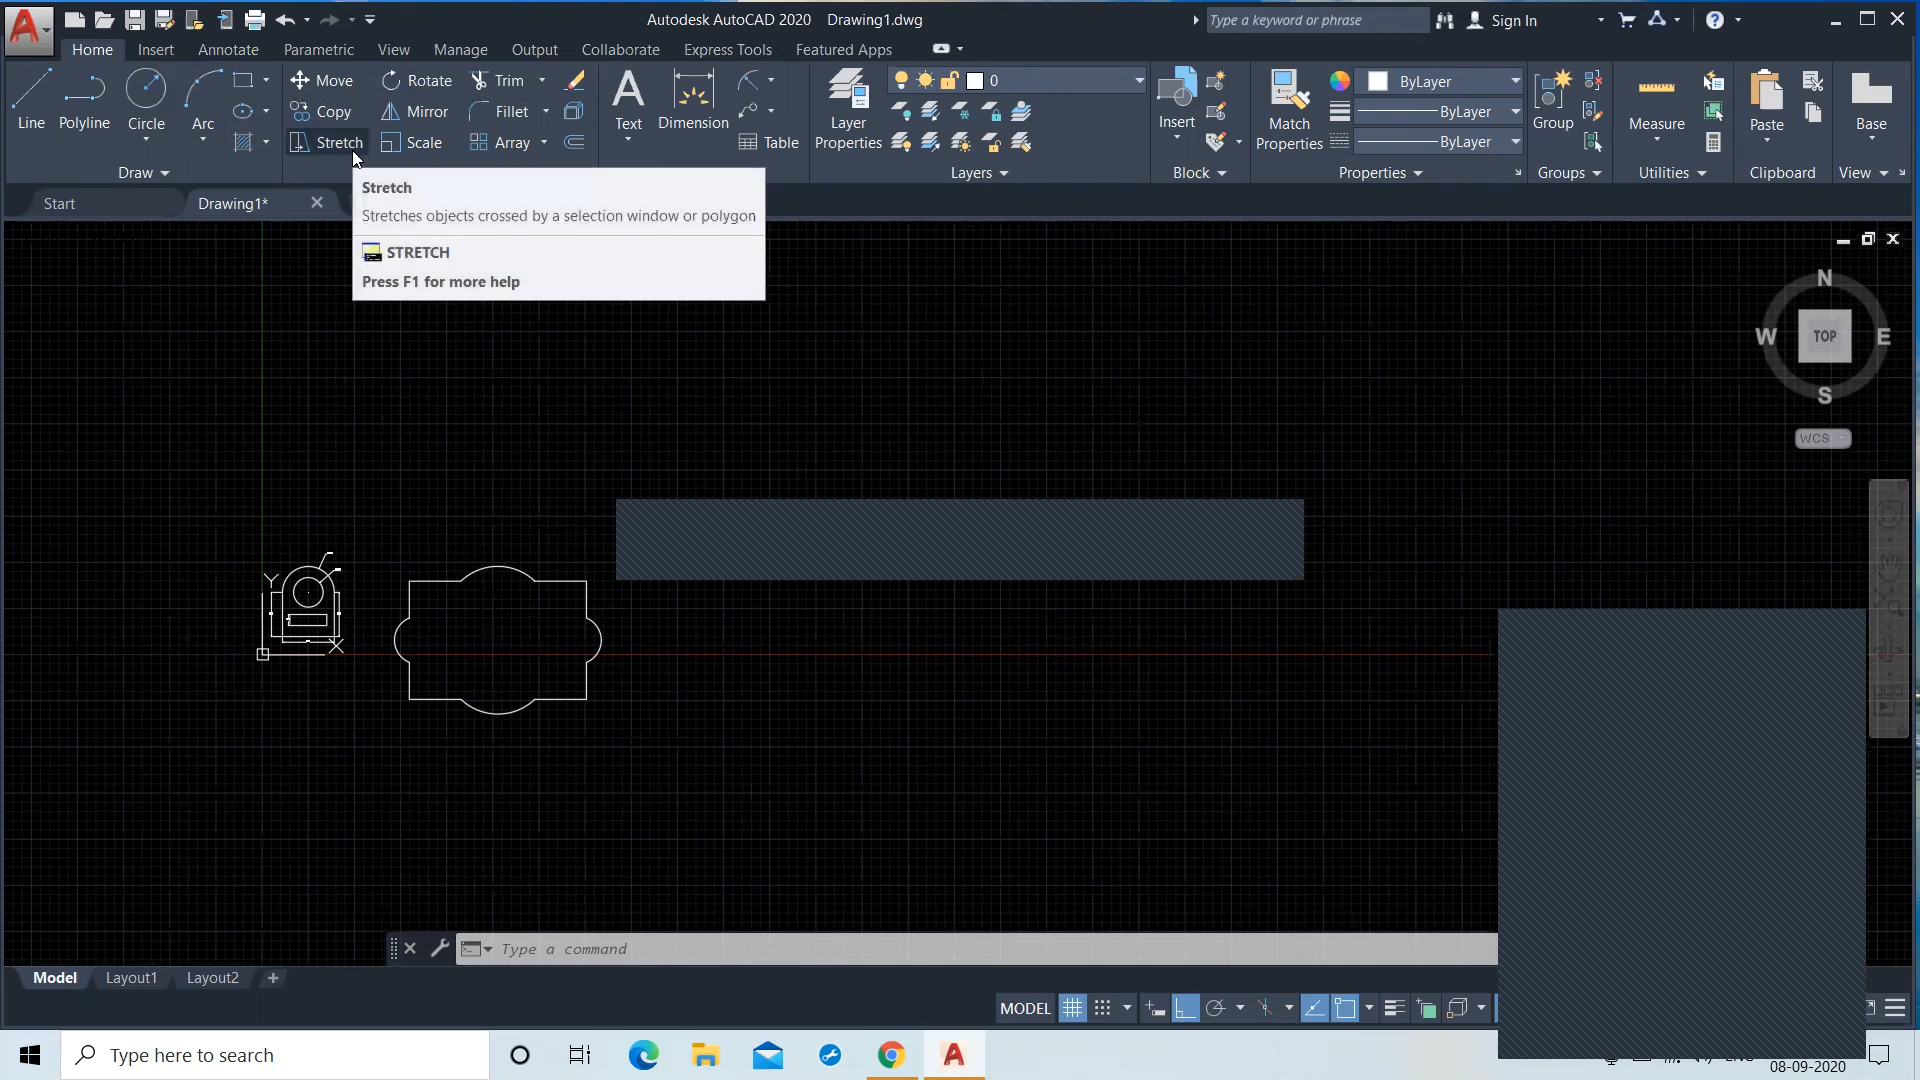 Autodesk AutoCAD 2020 Drawing1.dwg
Type a keyword or phrase
Sign In
Home Insert Annotate Parametric View Manage Output Collaborate Express Tools Featured Apps
Line Polyline Circle Arc
Move Rotate Trim
Copy Mirror Fillet
Stretch Scale Array
Text Dimension Table
Layer Properties
0
Insert
Match Properties
ByLayer
ByLayer
ByLayer
Group Measure Paste Base
Draw Layers Block Properties Groups Utilities Clipboard View
Start Drawing1*
Stretch
Stretches objects crossed by a selection window or polygon
STRETCH
Press F1 for more help
N
W TOP E
S
WCS
Y
X
Type a command
Model Layout1 Layout2
MODEL
Type here to search
08-09-2020